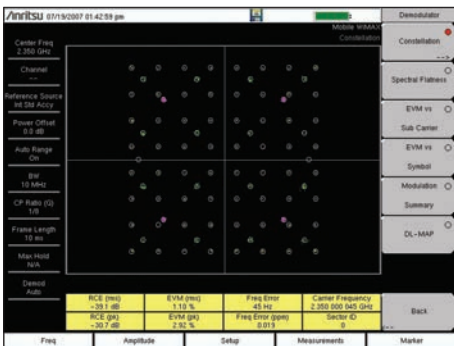 Anritsu 07/19/2007 01:42:59 pm
Mobile WiMAX
Constellation
Center Freq
2.350 GHz
Channel
--
Reference Source
Int Std Accy
Power Offset
0.0 dB
Auto Range
On
BW
10 MHz
CP Ratio (G)
1/8
Frame Length
10 ms
Max Hold
N/A
Demod
Auto
RCE (rms)
-39.1 dB
EVM (rms)
1.10 %
Freq Error
45 Hz
Carrier Frequency
2.350 000 045 GHz
RCE (pk)
-30.7 dB
EVM (pk)
2.92 %
Freq Error (ppm)
0.019
Sector ID
0
Demodulator
Constellation
-->
Spectral Flatness
EVM vs
Sub Carrier
EVM vs
Symbol
Modulation
Summary
DL-MAP
Back
<--
Freq
Amplitude
Setup
Measurements
Marker